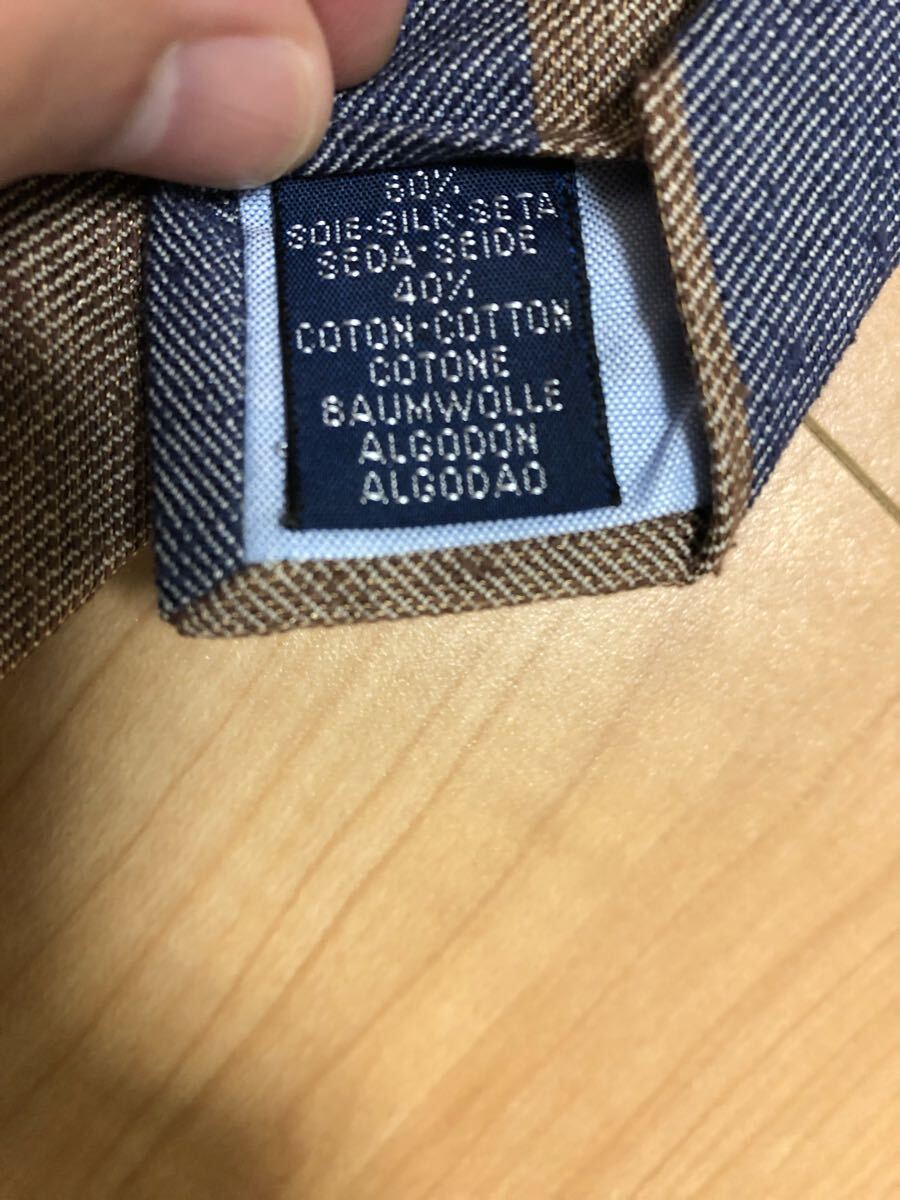 60%
SOIE-SILK-SETA
SEDA-SEIDE
40%
COTON-COTTON
COTONE
BAUMWOLLE
ALGODON
ALGODAO